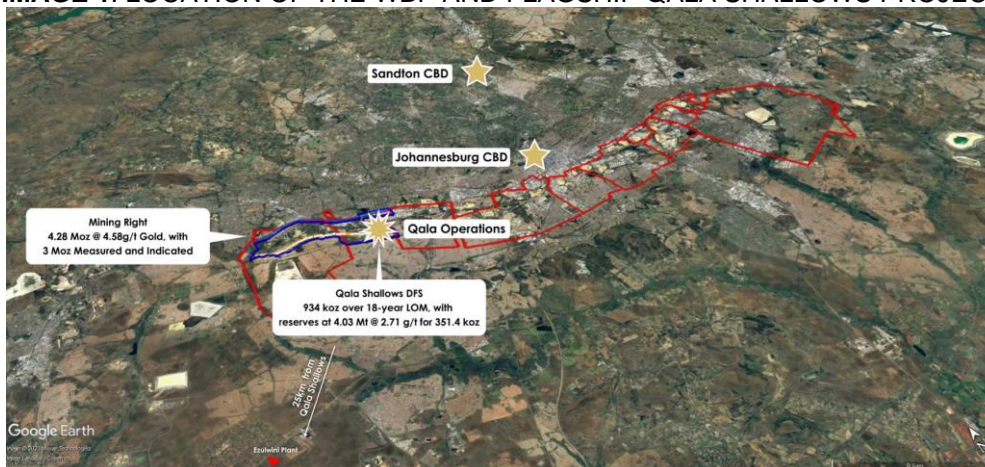 Sandton CBD
Johannesburg CBD
Mining Right
4.28 Moz @ 4.58g/t Gold, with
3 Moz Measured and Indicated
Qala Operations
Qala Shallows DFS
934 koz over 18-year LOM, with
reserves at 4.03 Mt @ 2.71 g/t for 351.4 koz
25km from
Qala Shallows
Google Earth
Ezulwini Plant